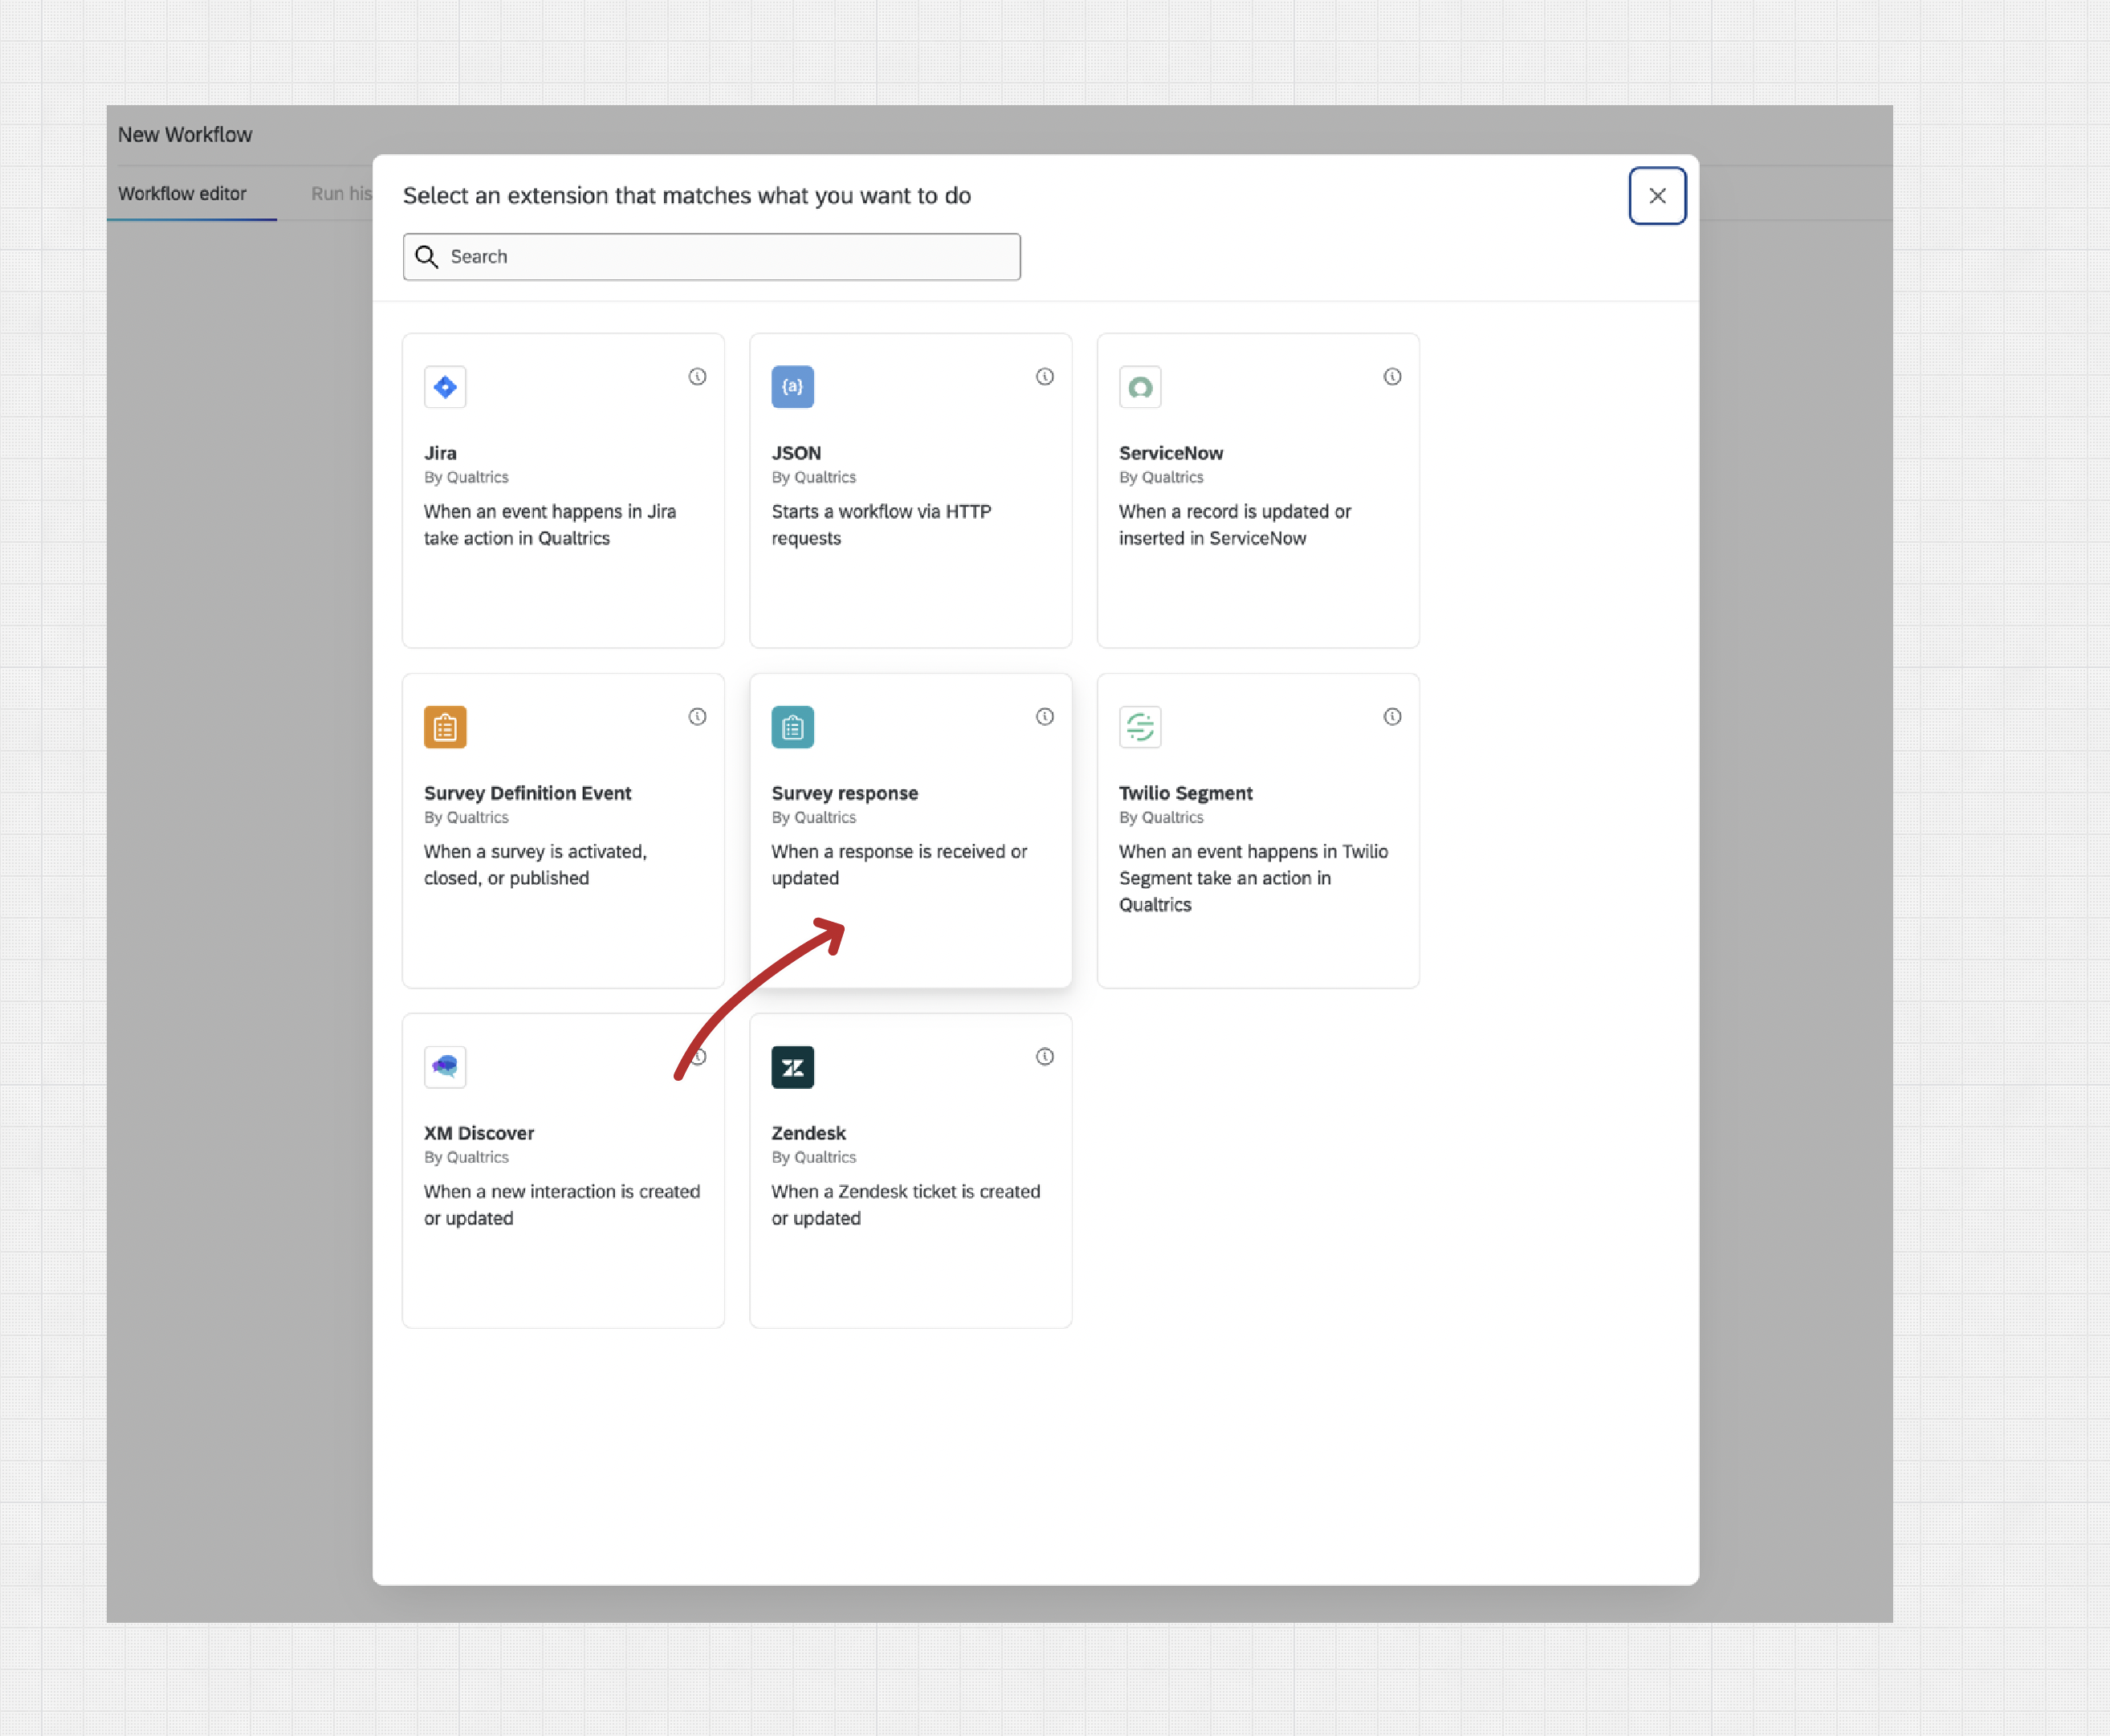 New Workflow
Workflow editor
Run his
Select an extension that matches what you want to do
Search
Jira
By Qualtrics
When an event happens in Jira
take action in Qualtrics
{a}
JSON
By Qualtrics
Starts a workflow via HTTP
requests
ServiceNow
By Qualtrics
When a record is updated or
inserted in ServiceNow
Survey Definition Event
By Qualtrics
When a survey is activated,
closed, or published
Survey response
By Qualtrics
When a response is received or
updated
Twilio Segment
By Qualtrics
When an event happens in Twilio
Segment take an action in
Qualtrics
XM Discover
By Qualtrics
When a new interaction is created
or updated
Zendesk
By Qualtrics
When a Zendesk ticket is created
or updated